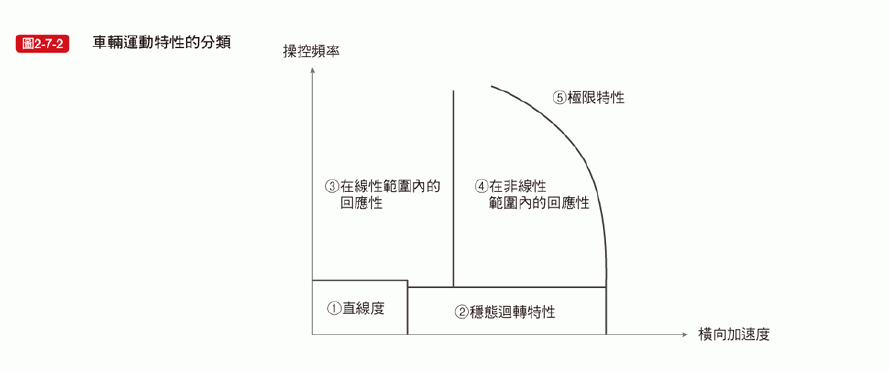 圖2-7-2
車輛運動特性的分類
操控頻率
⑤極限特性
③在線性範圍內的
回應性
④在非線性
範圍內的回應性
①直線度
②穩態迴轉特性
橫向加速度